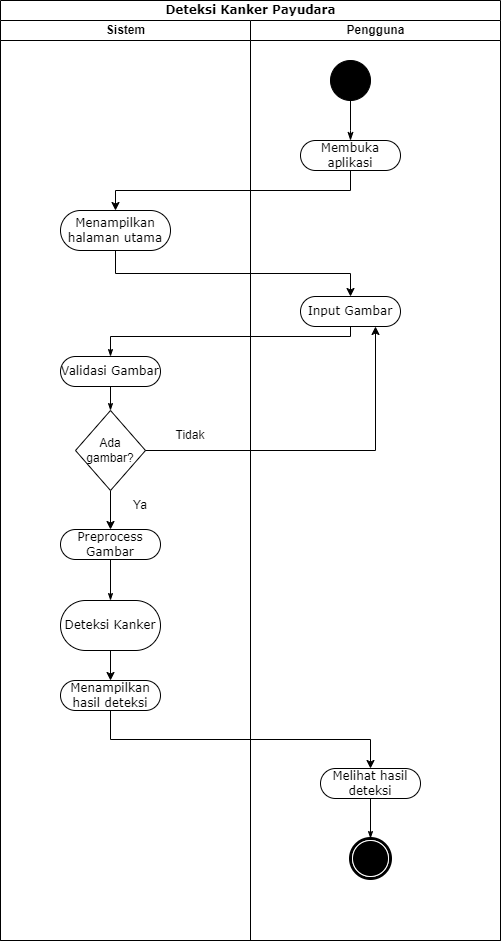 Deteksi Kanker Payudara
Sistem
Pengguna
Membuka
aplikasi
Menampilkan
halaman utama
Input Gambar
Validasi Gambar
Ada
gambar?
Tidak
Ya
Preprocess
Gambar
Deteksi Kanker
Menampilkan
hasil deteksi
Melihat hasil
deteksi